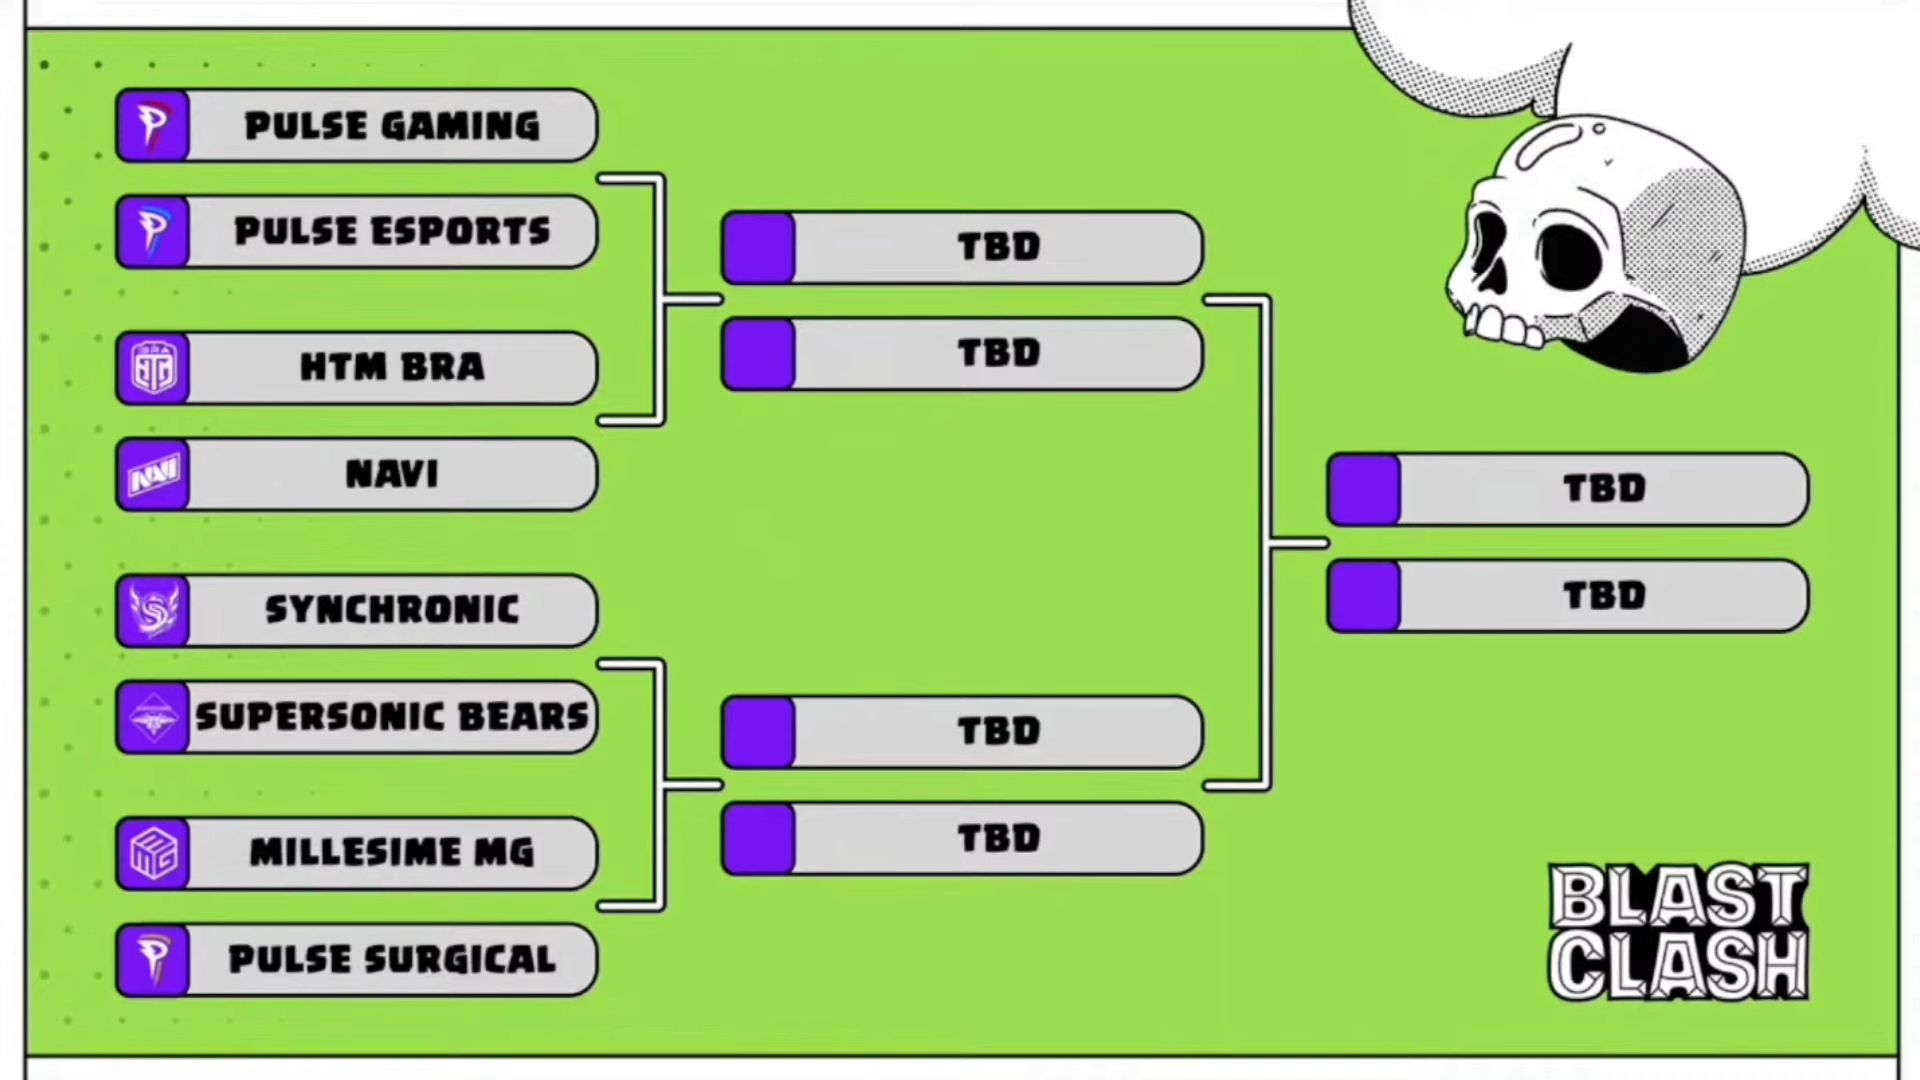 PULSE GAMING
PULSE ESPORTS
HTM BRA
NAVI
SYNCHRONIC
SUPERSONIC BEARS
MILLESIME MG
PULSE SURGICAL
TBD
TBD
TBD
TBD
TBD
TBD
BLAST
CLASH